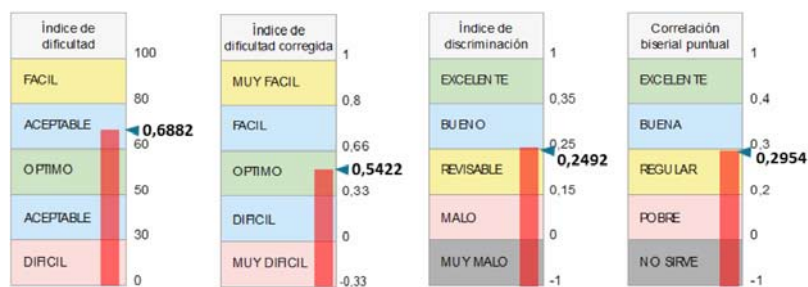 Índice de
dificultad
100
FACIL
80
ACEPTABLE
0,6882
60
OPTIMO
50
ACEPTABLE
30
DIFICIL
0
Índice de
dificultad corregida
1
MUY FACIL
0,8
FACIL
0,66
OPTIMO
0,5422
0,33
DIFICIL
0
MUY DIFICIL
-0,33
Índice de
discriminación
1
EXCELENTE
0,35
BUENO
0,25
0,2492
REVISABLE
0,15
MALO
0
MUY MALO
-1
Correlación
biserial puntual
1
EXCELENTE
0,4
BUENA
0,3
0,2954
REGULAR
0,2
POBRE
0
NO SIRVE
-1